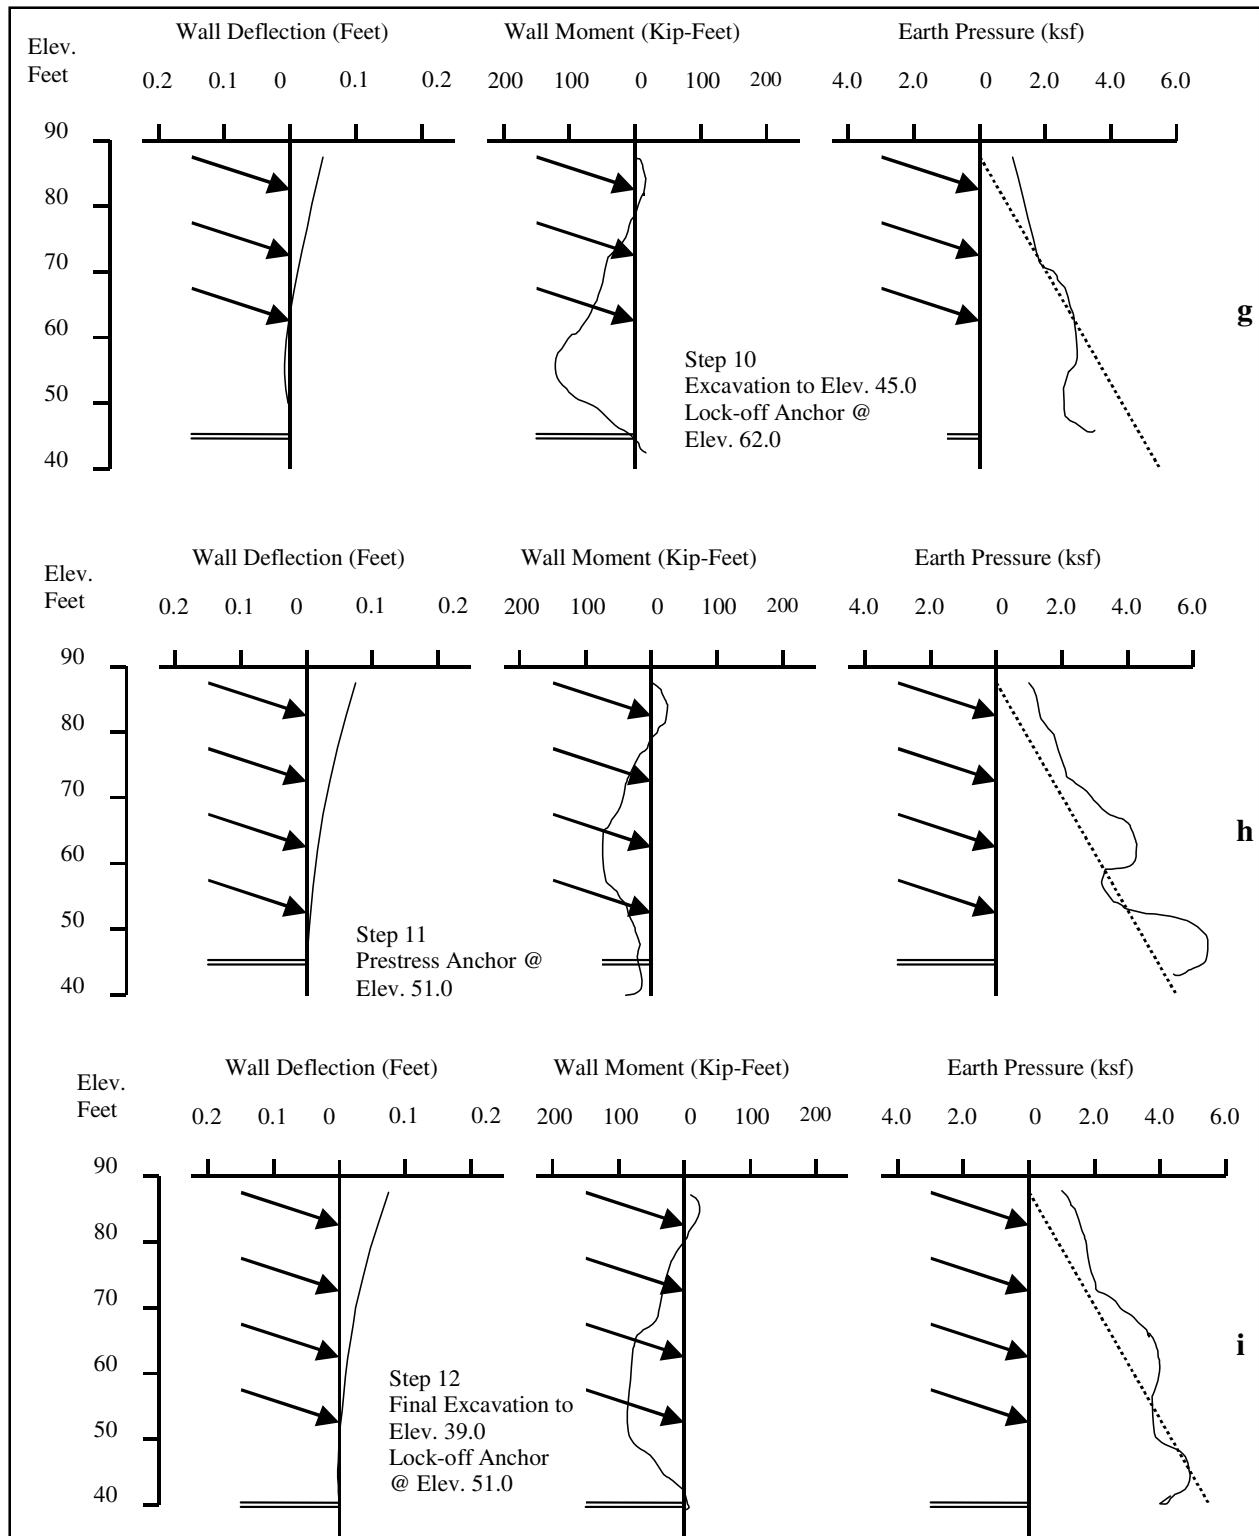 Wall Deflection (Feet) Wall Moment (Kip-Feet) Earth Pressure (ksf)
Elev.
Feet
0.2 0.1 0 0.1 0.2 200 100 0 100 200 4.0 2.0 0 2.0 4.0 6.0
90
80
70
60
50
40
Step 10
Excavation to Elev. 45.0
Lock-off Anchor @
Elev. 62.0
g
Wall Deflection (Feet) Wall Moment (Kip-Feet) Earth Pressure (ksf)
Elev.
Feet
0.2 0.1 0 0.1 0.2 200 100 0 100 200 4.0 2.0 0 2.0 4.0 6.0
90
80
70
60
50
40
Step 11
Prestress Anchor @
Elev. 51.0
h
Wall Deflection (Feet) Wall Moment (Kip-Feet) Earth Pressure (ksf)
Elev.
Feet
0.2 0.1 0 0.1 0.2 200 100 0 100 200 4.0 2.0 0 2.0 4.0 6.0
90
80
70
60
50
40
Step 12
Final Excavation to
Elev. 39.0
Lock-off Anchor
@ Elev. 51.0
i